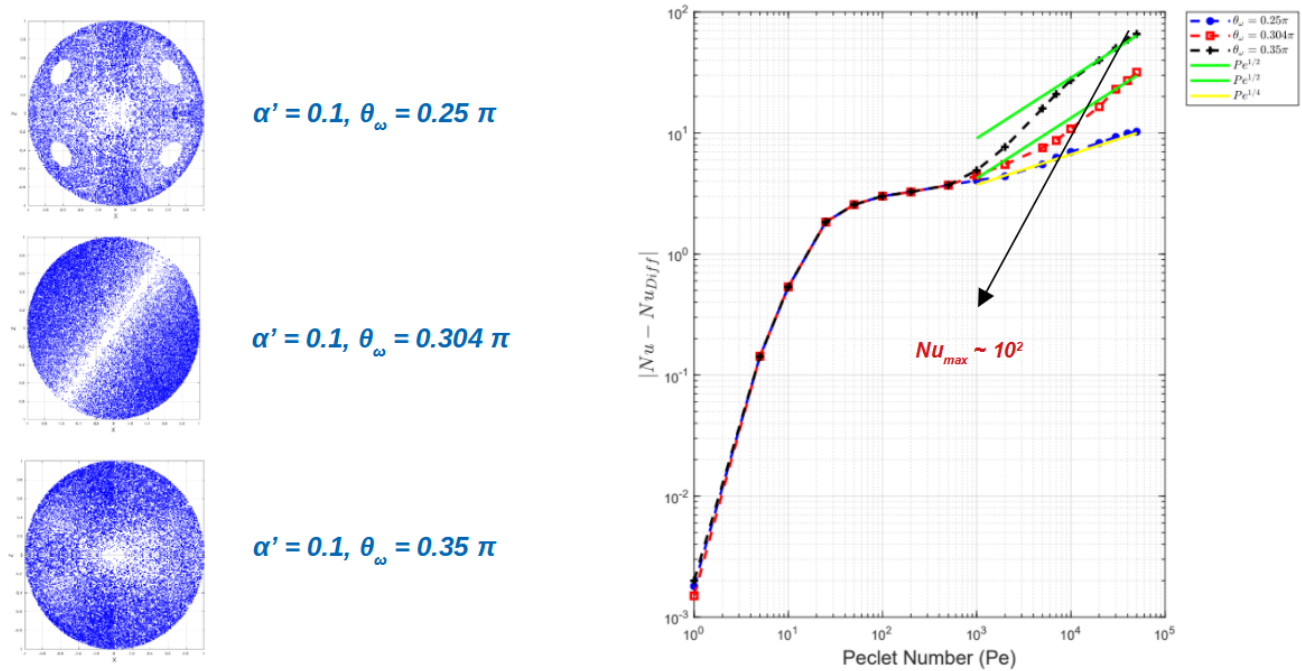 α’ = 0.1, θω = 0.25 π
α’ = 0.1, θω = 0.304 π
α’ = 0.1, θω = 0.35 π
X
X
X
Z
Z
Z
|Nu − NuDiff|
10²
10¹
10⁰
10⁻¹
10⁻²
10⁻³
10⁰
10¹
10²
10³
10⁴
10⁵
Peclet Number (Pe)
Numax ~ 10²
θω = 0.25π
θω = 0.304π
θω = 0.35π
Pe1/2
Pe1/2
Pe1/4